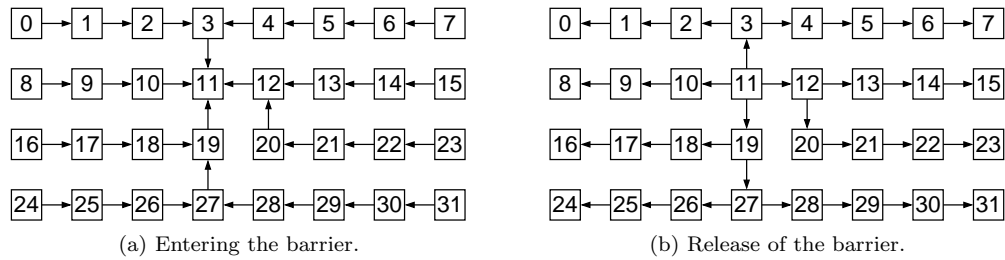 0 1 2 3 4 5 6 7
8 9 10 11 12 13 14 15
16 17 18 19 20 21 22 23
24 25 26 27 28 29 30 31
(a) Entering the barrier.
0 1 2 3 4 5 6 7
8 9 10 11 12 13 14 15
16 17 18 19 20 21 22 23
24 25 26 27 28 29 30 31
(b) Release of the barrier.